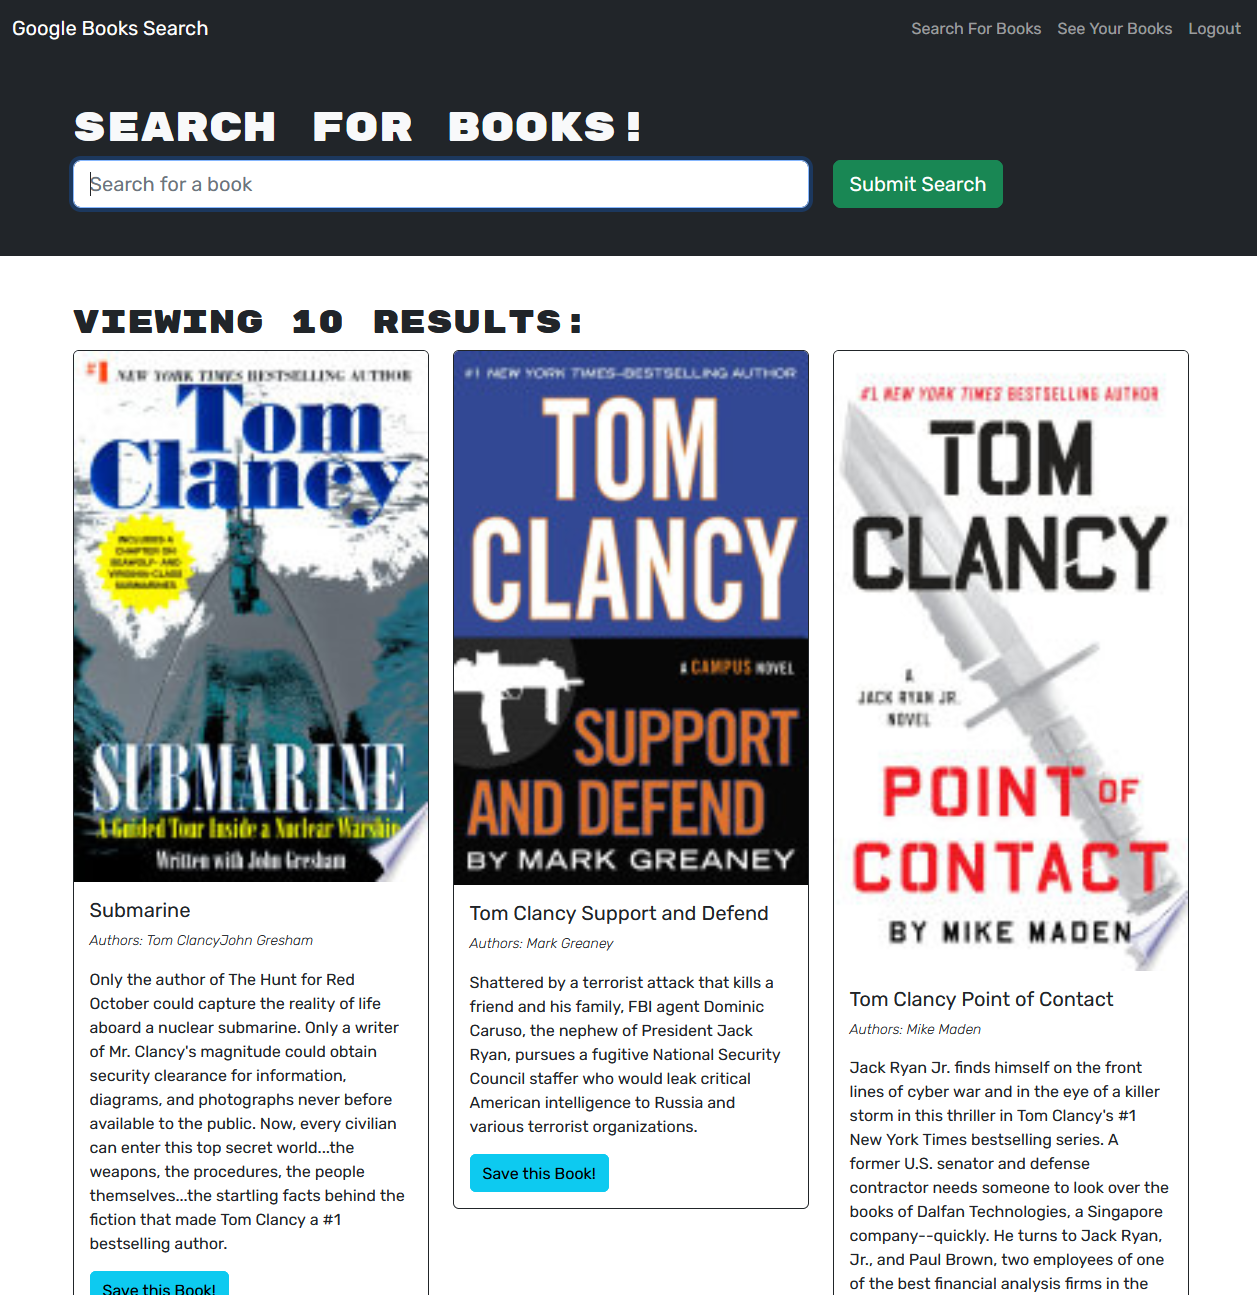 Google Books Search
Search For Books
See Your Books
Logout
SEARCH FOR BOOKS!
Search for a book
Submit Search
VIEWING 10 RESULTS:
#1 NEW YORK TIMES BESTSELLING AUTHOR
Tom
Clancy
INCLUDES A
CHAPTER ON
SEAWOLF- AND
VIRGINIA-CLASS
SUBMARINES
SUBMARINE
A Guided Tour Inside a Nuclear Warship
Written with John Gresham
Submarine
Authors: Tom ClancyJohn Gresham
Only the author of The Hunt for Red
October could capture the reality of life
aboard a nuclear submarine. Only a writer
of Mr. Clancy's magnitude could obtain
security clearance for information,
diagrams, and photographs never before
available to the public. Now, every civilian
can enter this top secret world...the
weapons, the procedures, the people
themselves...the startling facts behind the
fiction that made Tom Clancy a #1
bestselling author.
Save this Book!
#1 NEW YORK TIMES–BESTSELLING AUTHOR
TOM
CLANCY
A CAMPUS NOVEL
SUPPORT
AND DEFEND
BY MARK GREANEY
Tom Clancy Support and Defend
Authors: Mark Greaney
Shattered by a terrorist attack that kills a
friend and his family, FBI agent Dominic
Caruso, the nephew of President Jack
Ryan, pursues a fugitive National Security
Council staffer who would leak critical
American intelligence to Russia and
various terrorist organizations.
Save this Book!
#1 NEW YORK TIMES BESTSELLING AUTHOR
TOM
CLANCY
A
JACK RYAN JR.
NOVEL
POINT OF
CONTACT
BY MIKE MADEN
Tom Clancy Point of Contact
Authors: Mike Maden
Jack Ryan Jr. finds himself on the front
lines of cyber war and in the eye of a killer
storm in this thriller in Tom Clancy's #1
New York Times bestselling series. A
former U.S. senator and defense
contractor needs someone to look over the
books of Dalfan Technologies, a Singapore
company--quickly. He turns to Jack Ryan,
Jr., and Paul Brown, two employees of one
of the best financial analysis firms in the